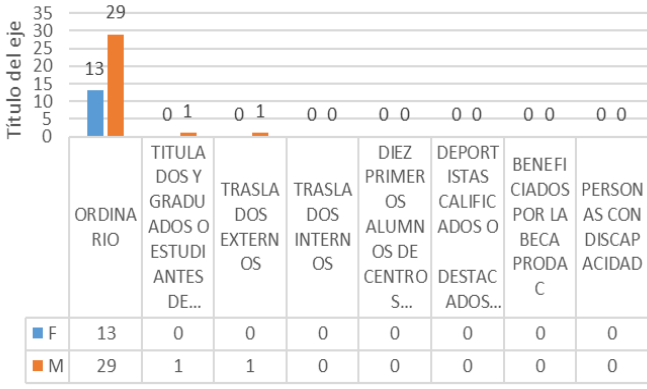 35
30
25
20
15
10
5
0
Título del eje
13
29
0 1
0 1
0 0
0 0
0 0
0 0
0 0
ORDINA
RIO
TITULA
DOS Y
GRADU
ADOS O
ESTUDI
ANTES
DE...
TRASLA
DOS
EXTERN
OS
TRASLA
DOS
INTERN
OS
DIEZ
PRIMER
OS
ALUMN
OS DE
CENTRO
S...
DEPORT
ISTAS
CALIFIC
ADOS O
DESTAC
ADOS...
BENEFI
CIADOS
POR LA
BECA
PRODA
C
PERSON
AS CON
DISCAP
ACIDAD
F 13 0 0 0 0 0 0 0
M 29 1 1 0 0 0 0 0